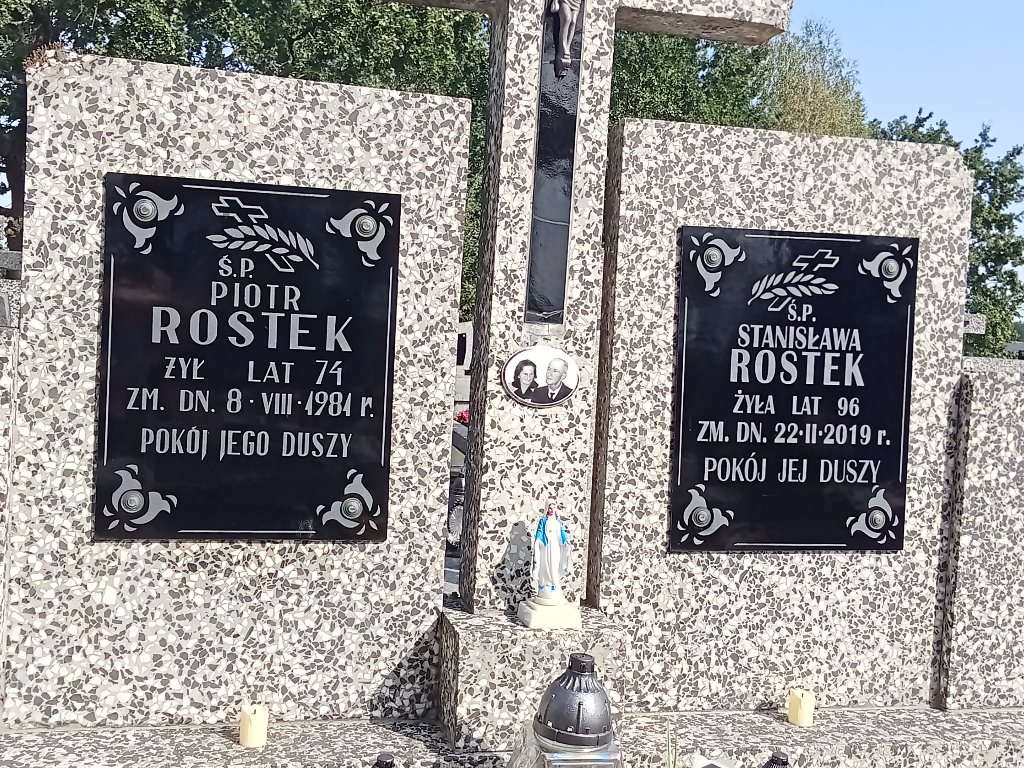 Ś.P.
PIOTR
ROSTEK
ŻYŁ LAT 74
ZM. DN. 8·VIII·1981 r.
POKÓJ JEGO DUSZY
Ś.P.
STANISŁAWA
ROSTEK
ŻYŁA LAT 96
ZM. DN. 22·II·2019 r.
POKÓJ JEJ DUSZY